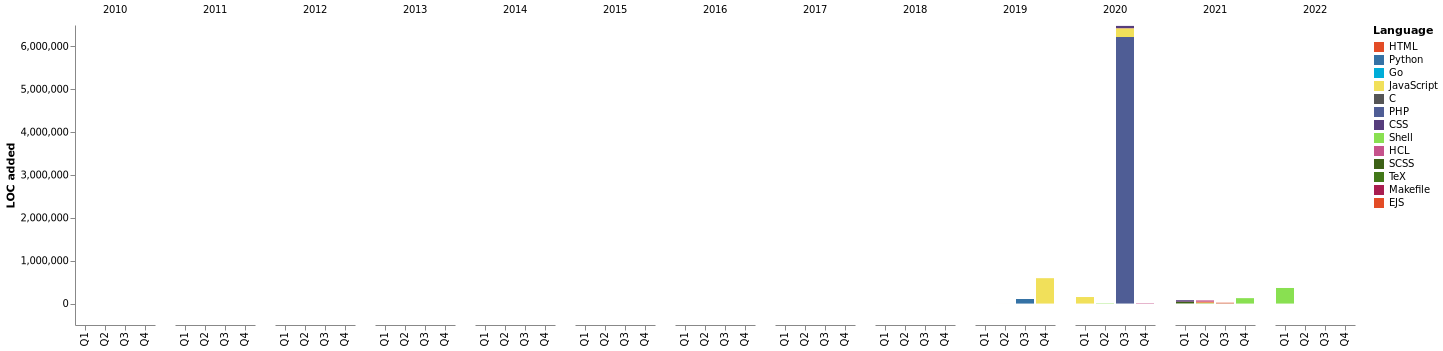 2010 2011 2012 2013 2014 2015 2016 2017 2018 2019 2020 2021 2022
LOC added
6,000,000
5,000,000
4,000,000
3,000,000
2,000,000
1,000,000
0
Q1 Q2 Q3 Q4 Q1 Q2 Q3 Q4 Q1 Q2 Q3 Q4 Q1 Q2 Q3 Q4 Q1 Q2 Q3 Q4 Q1 Q2 Q3 Q4 Q1 Q2 Q3 Q4 Q1 Q2 Q3 Q4 Q1 Q2 Q3 Q4 Q1 Q2 Q3 Q4 Q1 Q2 Q3 Q4 Q1 Q2 Q3 Q4 Q1 Q2 Q3 Q4
Language
HTML
Python
Go
JavaScript
C
PHP
CSS
Shell
HCL
SCSS
TeX
Makefile
EJS